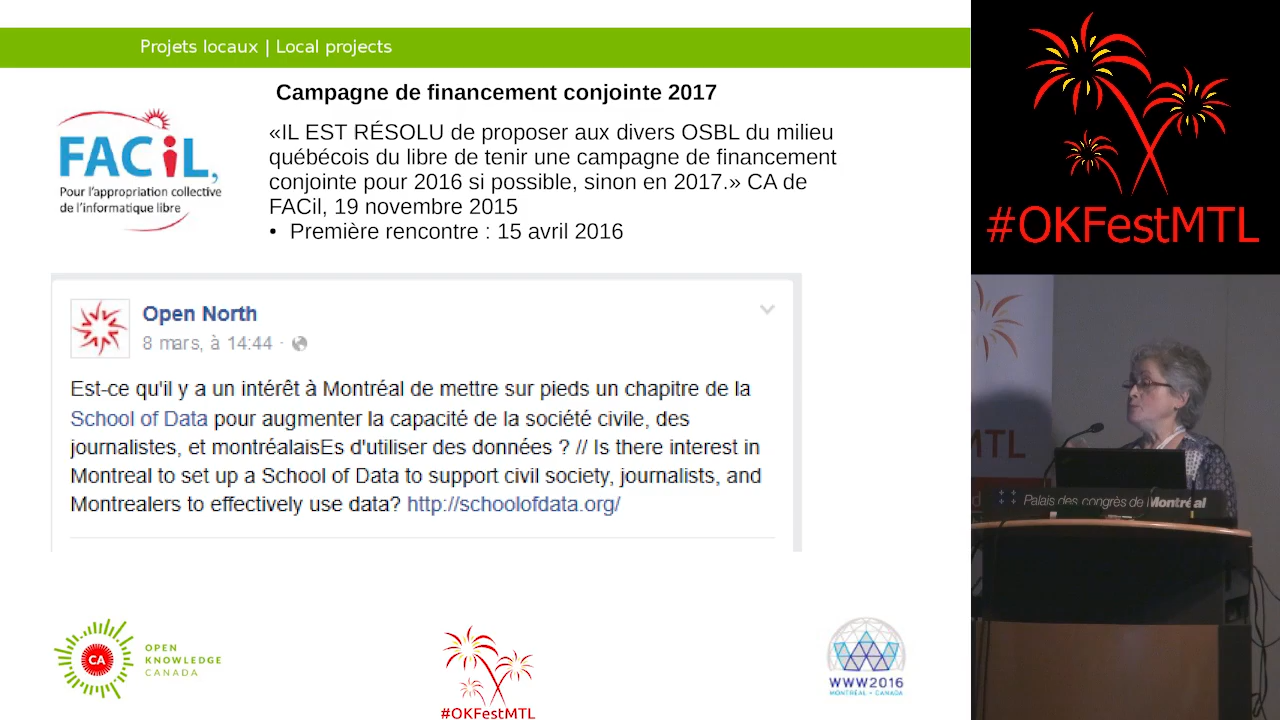 Projets locaux | Local projects
Campagne de financement conjointe 2017
FACiL,
Pour l'appropriation collective
de l'informatique libre
«IL EST RÉSOLU de proposer aux divers OSBL du milieu
québécois du libre de tenir une campagne de financement
conjointe pour 2016 si possible, sinon en 2017.» CA de
FACil, 19 novembre 2015
• Première rencontre : 15 avril 2016
Open North
8 mars, à 14:44 ·
Est-ce qu'il y a un intérêt à Montréal de mettre sur pieds un chapitre de la
School of Data pour augmenter la capacité de la société civile, des
journalistes, et montréalaisEs d'utiliser des données ? // Is there interest in
Montreal to set up a School of Data to support civil society, journalists, and
Montrealers to effectively use data? http://schoolofdata.org/
CA
OPEN
KNOWLEDGE
CANADA
#OKFestMTL
WWW2016
MONTRÉAL • CANADA
#OKFestMTL
MTL
Palais des congrès de Montréal